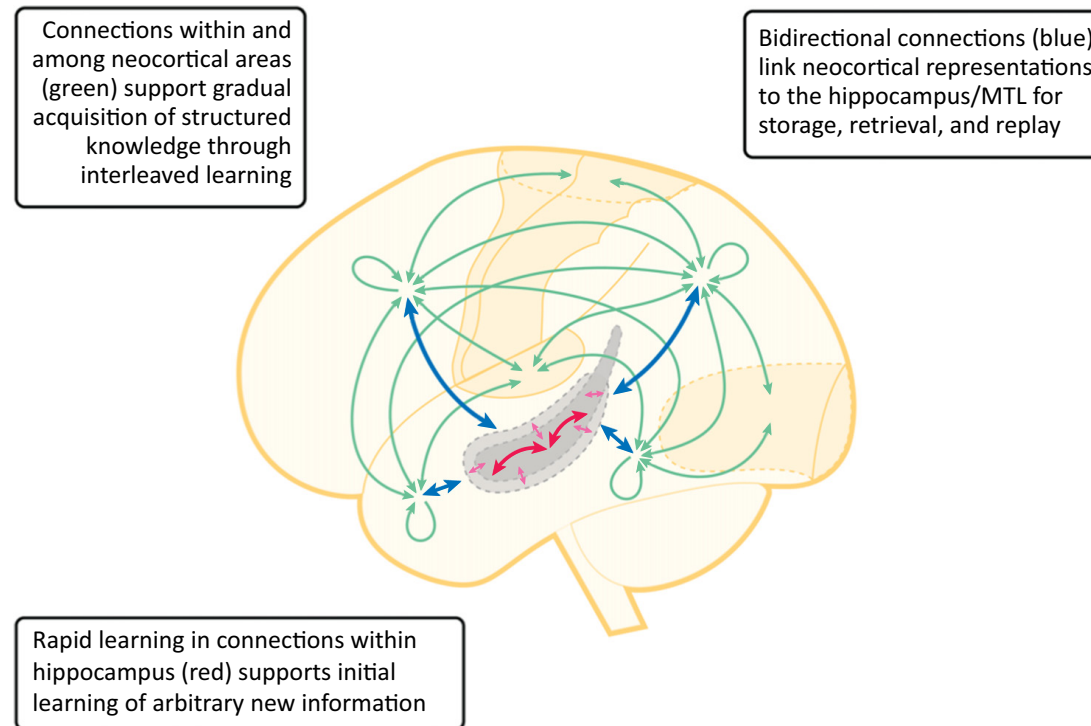 Connections within and
among neocortical areas
(green) support gradual
acquisition of structured
knowledge through
interleaved learning
Bidirectional connections (blue)
link neocortical representations
to the hippocampus/MTL for
storage, retrieval, and replay
Rapid learning in connections within
hippocampus (red) supports initial
learning of arbitrary new information